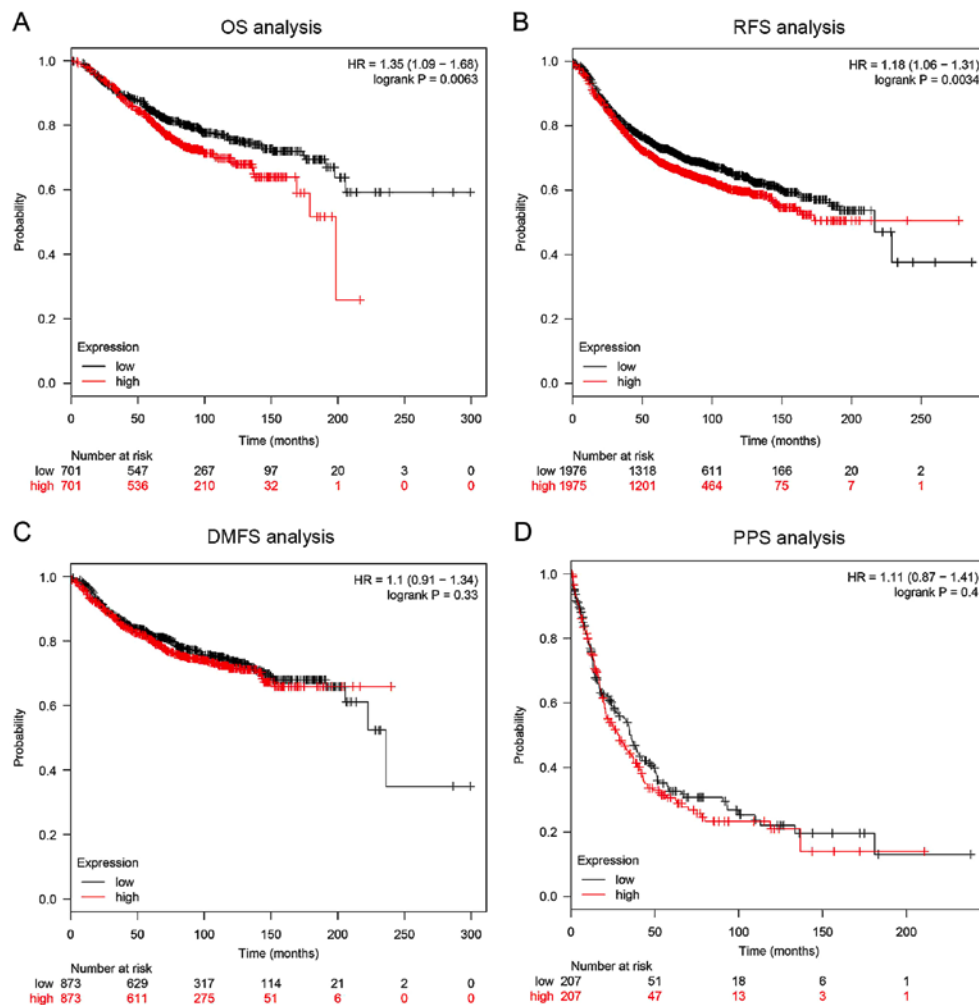 A
OS analysis
HR = 1.35 (1.09 − 1.68)
logrank P = 0.0063
1.0
0.8
0.6
0.4
0.2
0.0
Probability
Expression
low
high
0 50 100 150 200 250 300
Time (months)
Number at risk
low 701 547 267 97 20 3 0
high 701 536 210 32 1 0 0
B
RFS analysis
HR = 1.18 (1.06 − 1.31)
logrank P = 0.0034
1.0
0.8
0.6
0.4
0.2
0.0
Probability
Expression
low
high
0 50 100 150 200 250
Time (months)
Number at risk
low 1976 1318 611 166 20 2
high 1975 1201 464 75 7 1
C
DMFS analysis
HR = 1.1 (0.91 − 1.34)
logrank P = 0.33
1.0
0.8
0.6
0.4
0.2
0.0
Probability
Expression
low
high
0 50 100 150 200 250 300
Time (months)
Number at risk
low 873 629 317 114 21 2 0
high 873 611 275 51 6 0 0
D
PPS analysis
HR = 1.11 (0.87 − 1.41)
logrank P = 0.4
1.0
0.8
0.6
0.4
0.2
0.0
Probability
Expression
low
high
0 50 100 150 200
Time (months)
Number at risk
low 207 51 18 6 1
high 207 47 13 3 1